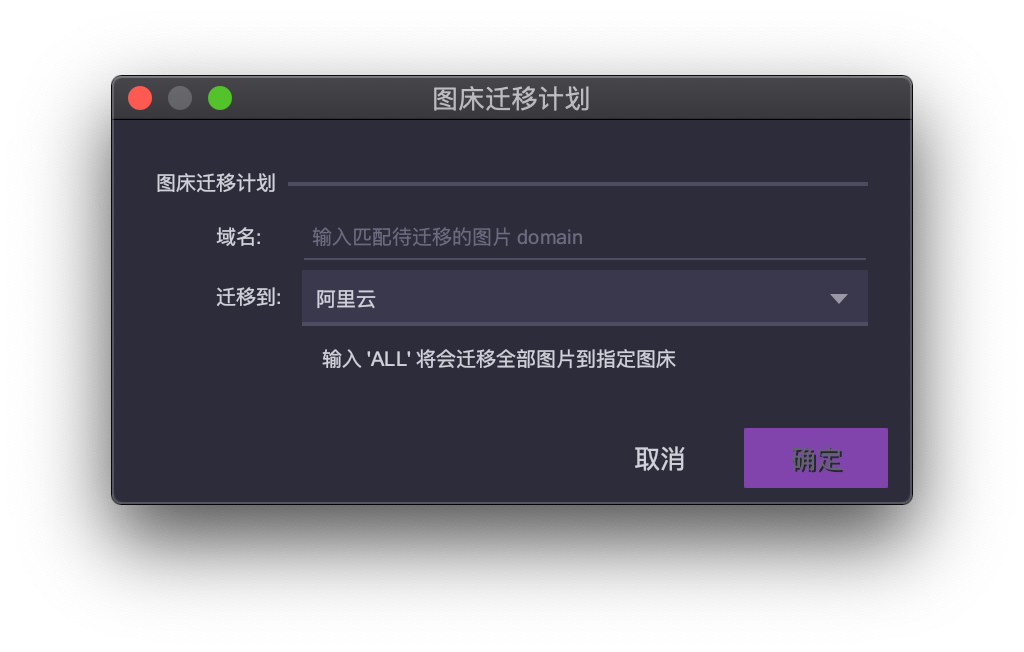 图床迁移计划
图床迁移计划
域名: 输入匹配待迁移的图片 domain
迁移到: 阿里云
输入 'ALL' 将会迁移全部图片到指定图床
取消 确定